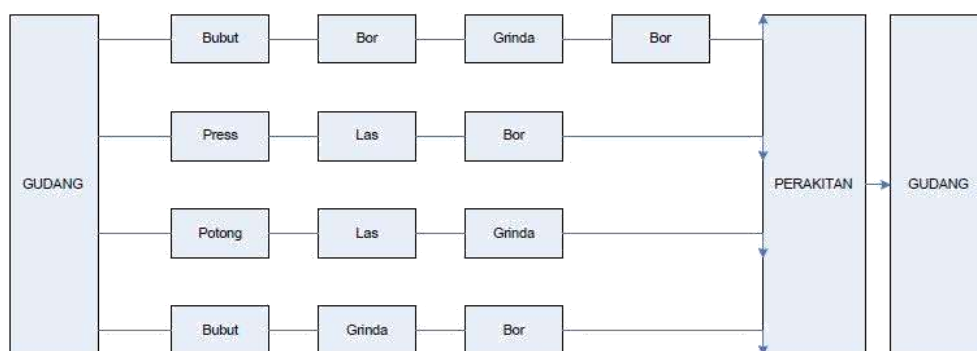 Bubut
Bor
Grinda
Bor
Press
Las
Bor
GUDANG
PERAKITAN
GUDANG
Potong
Las
Grinda
Bubut
Grinda
Bor